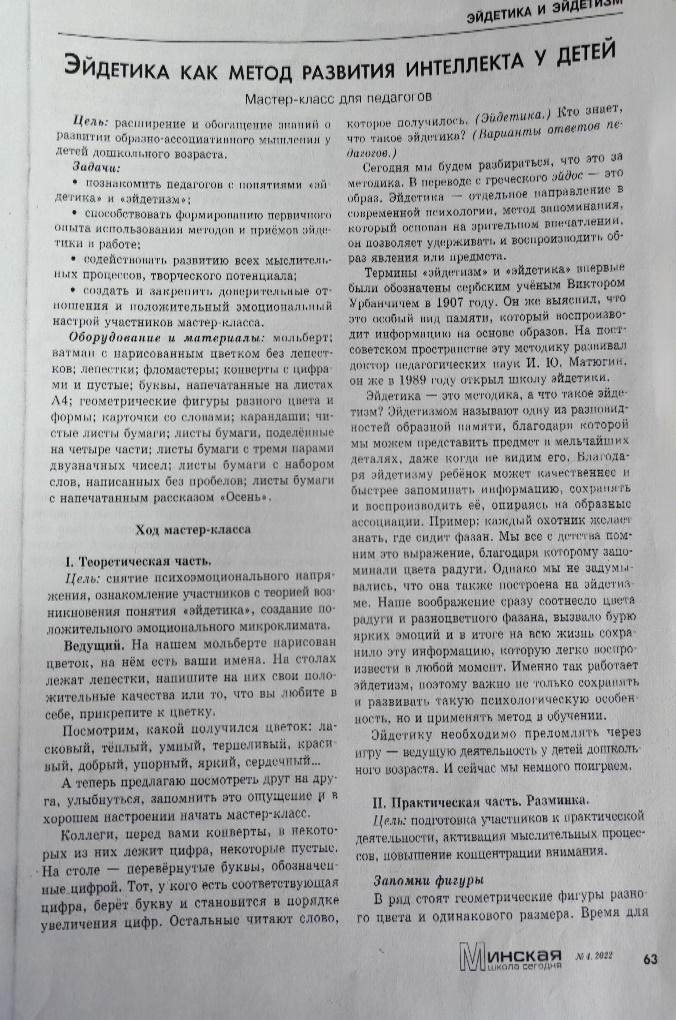 ЭЙДЕТИКА И ЭЙДЕТИЗМ
ЭЙДЕТИКА КАК МЕТОД РАЗВИТИЯ ИНТЕЛЛЕКТА У ДЕТЕЙ
Мастер-класс для педагогов
Цель: расширение и обогащение знаний о
развитии образно-ассоциативного мышления у
детей дошкольного возраста.
Задачи:
• познакомить педагогов с понятиями «эй-
детика» и «эйдетизм»;
• способствовать формированию первичного
опыта использования методов и приёмов эйде-
тики в работе;
• содействовать развитию всех мыслитель-
ных процессов, творческого потенциала;
• создать и закрепить доверительные от-
ношения и положительный эмоциональный
настрой участников мастер-класса.
Оборудование и материалы: мольберт;
ватман с нарисованным цветком без лепест-
ков; лепестки; фломастеры; конверты с цифра-
ми и пустые; буквы, напечатанные на листах
А4; геометрические фигуры разного цвета и
формы; карточки со словами; карандаши; чи-
стые листы бумаги; листы бумаги, поделённые
на четыре части; листы бумаги с тремя парами
двузначных чисел; листы бумаги с набором
слов, написанных без пробелов; листы бумаги
с напечатанным рассказом «Осень».
Ход мастер-класса
I. Теоретическая часть.
Цель: снятие психоэмоционального напря-
жения, ознакомление участников с теорией воз-
никновения понятия «эйдетика», создание по-
ложительного эмоционального микроклимата.
Ведущий. На нашем мольберте нарисован
цветок, на нём есть ваши имена. На столах
лежат лепестки, напишите на них свои поло-
жительные качества или то, что вы любите в
себе, прикрепите к цветку.
Посмотрим, какой получился цветок: ла-
сковый, тёплый, умный, терпеливый, краси-
вый, добрый, упорный, яркий, сердечный...
А теперь предлагаю посмотреть друг на дру-
га, улыбнуться, запомнить это ощущение и в
хорошем настроении начать мастер-класс.
Коллеги, перед вами конверты, в некото-
рых из них лежит цифра, некоторые пустые.
На столе — перевёрнутые буквы, обозначен-
ные цифрой. Тот, у кого есть соответствующая
цифра, берёт букву и становится в порядке
увеличения цифр. Остальные читают слово,
которое получилось. (Эйдетика.) Кто знает,
что такое эйдетика? (Варианты ответов пе-
дагогов.)
Сегодня мы будем разбираться, что это за
методика. В переводе с греческого эйдос — это
образ. Эйдетика — отдельное направление в
современной психологии, метод запоминания,
который основан на зрительном впечатлении,
он позволяет удерживать и воспроизводить об-
раз явления или предмета.
Термины «эйдетизм» и «эйдетика» впервые
были обозначены сербским учёным Виктором
Урбанчичем в 1907 году. Он же выяснил, что
это особый вид памяти, который воспроизво-
дит информацию на основе образов. На пост-
советском пространстве эту методику развивал
доктор педагогических наук И. Ю. Матюгин,
он же в 1989 году открыл школу эйдетики.
Эйдетика — это методика, а что такое эйде-
тизм? Эйдетизмом называют одну из разновид-
ностей образной памяти, благодаря которой
мы можем представить предмет в мельчайших
деталях, даже когда не видим его. Благода-
ря эйдетизму ребёнок может качественнее и
быстрее запоминать информацию, сохранять
и воспроизводить её, опираясь на образные
ассоциации. Пример: каждый охотник желает
знать, где сидит фазан. Мы все с детства пом-
ним это выражение, благодаря которому запо-
минали цвета радуги. Однако мы не задумы-
вались, что она также построена на эйдетиз-
ме. Наше воображение сразу соотнесло цвета
радуги и разноцветного фазана, вызвало бурю
ярких эмоций и в итоге на всю жизнь сохра-
нило эту информацию, которую легко воспро-
извести в любой момент. Именно так работает
эйдетизм, поэтому важно не только сохранять
и развивать такую психологическую особен-
ность, но и применять метод в обучении.
Эйдетику необходимо преломлять через
игру — ведущую деятельность у детей дошколь-
ного возраста. И сейчас мы немного поиграем.
II. Практическая часть. Разминка.
Цель: подготовка участников к практической
деятельности, активация мыслительных процес-
сов, повышение концентрации внимания.
Запомни фигуры
В ряд стоят геометрические фигуры разно-
го цвета и одинакового размера. Время для
Минская
школа сегодня
№ 4, 2022
63